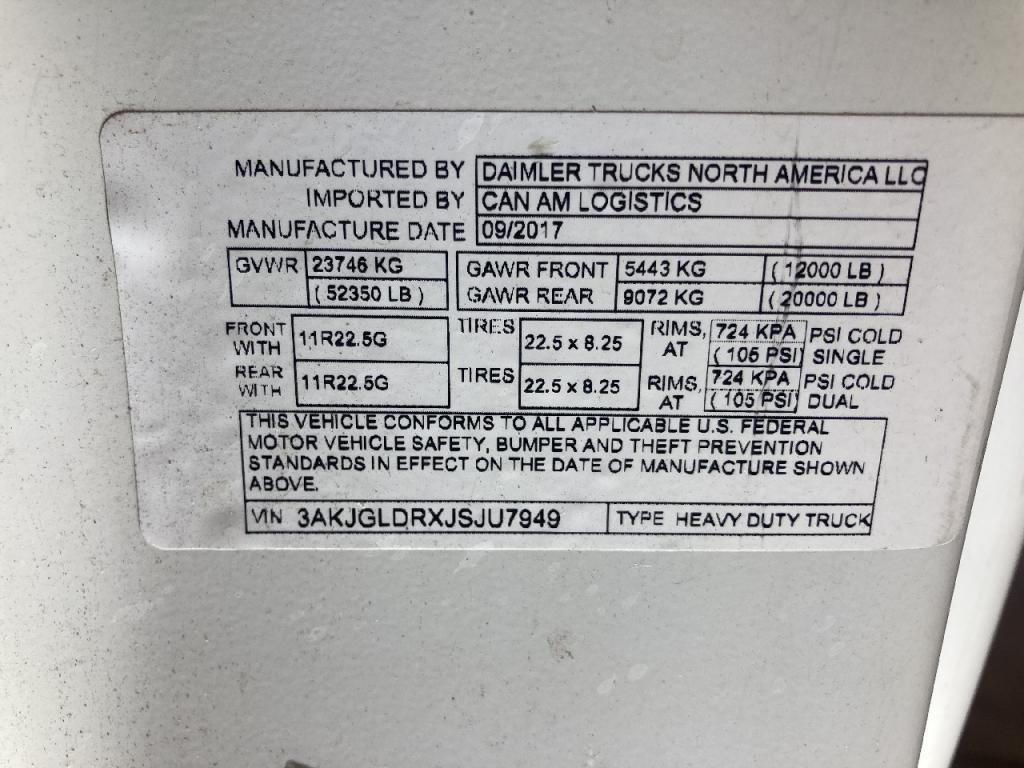 MANUFACTURED BY DAIMLER TRUCKS NORTH AMERICA LLC
IMPORTED BY CAN AM LOGISTICS
MANUFACTURE DATE 09/2017
GVWR 23746 KG GAWR FRONT 5443 KG ( 12000 LB )
( 52350 LB ) GAWR REAR 9072 KG ( 20000 LB )
FRONT WITH 11R22.5G TIRES 22.5 x 8.25 RIMS, AT 724 KPA PSI COLD
( 105 PSI) SINGLE
REAR WITH 11R22.5G TIRES 22.5 x 8.25 RIMS, AT 724 KPA PSI COLD
( 105 PSI) DUAL
THIS VEHICLE CONFORMS TO ALL APPLICABLE U.S. FEDERAL
MOTOR VEHICLE SAFETY, BUMPER AND THEFT PREVENTION
STANDARDS IN EFFECT ON THE DATE OF MANUFACTURE SHOWN
ABOVE.
VIN 3AKJGLDRXJSJU7949 TYPE HEAVY DUTY TRUCK